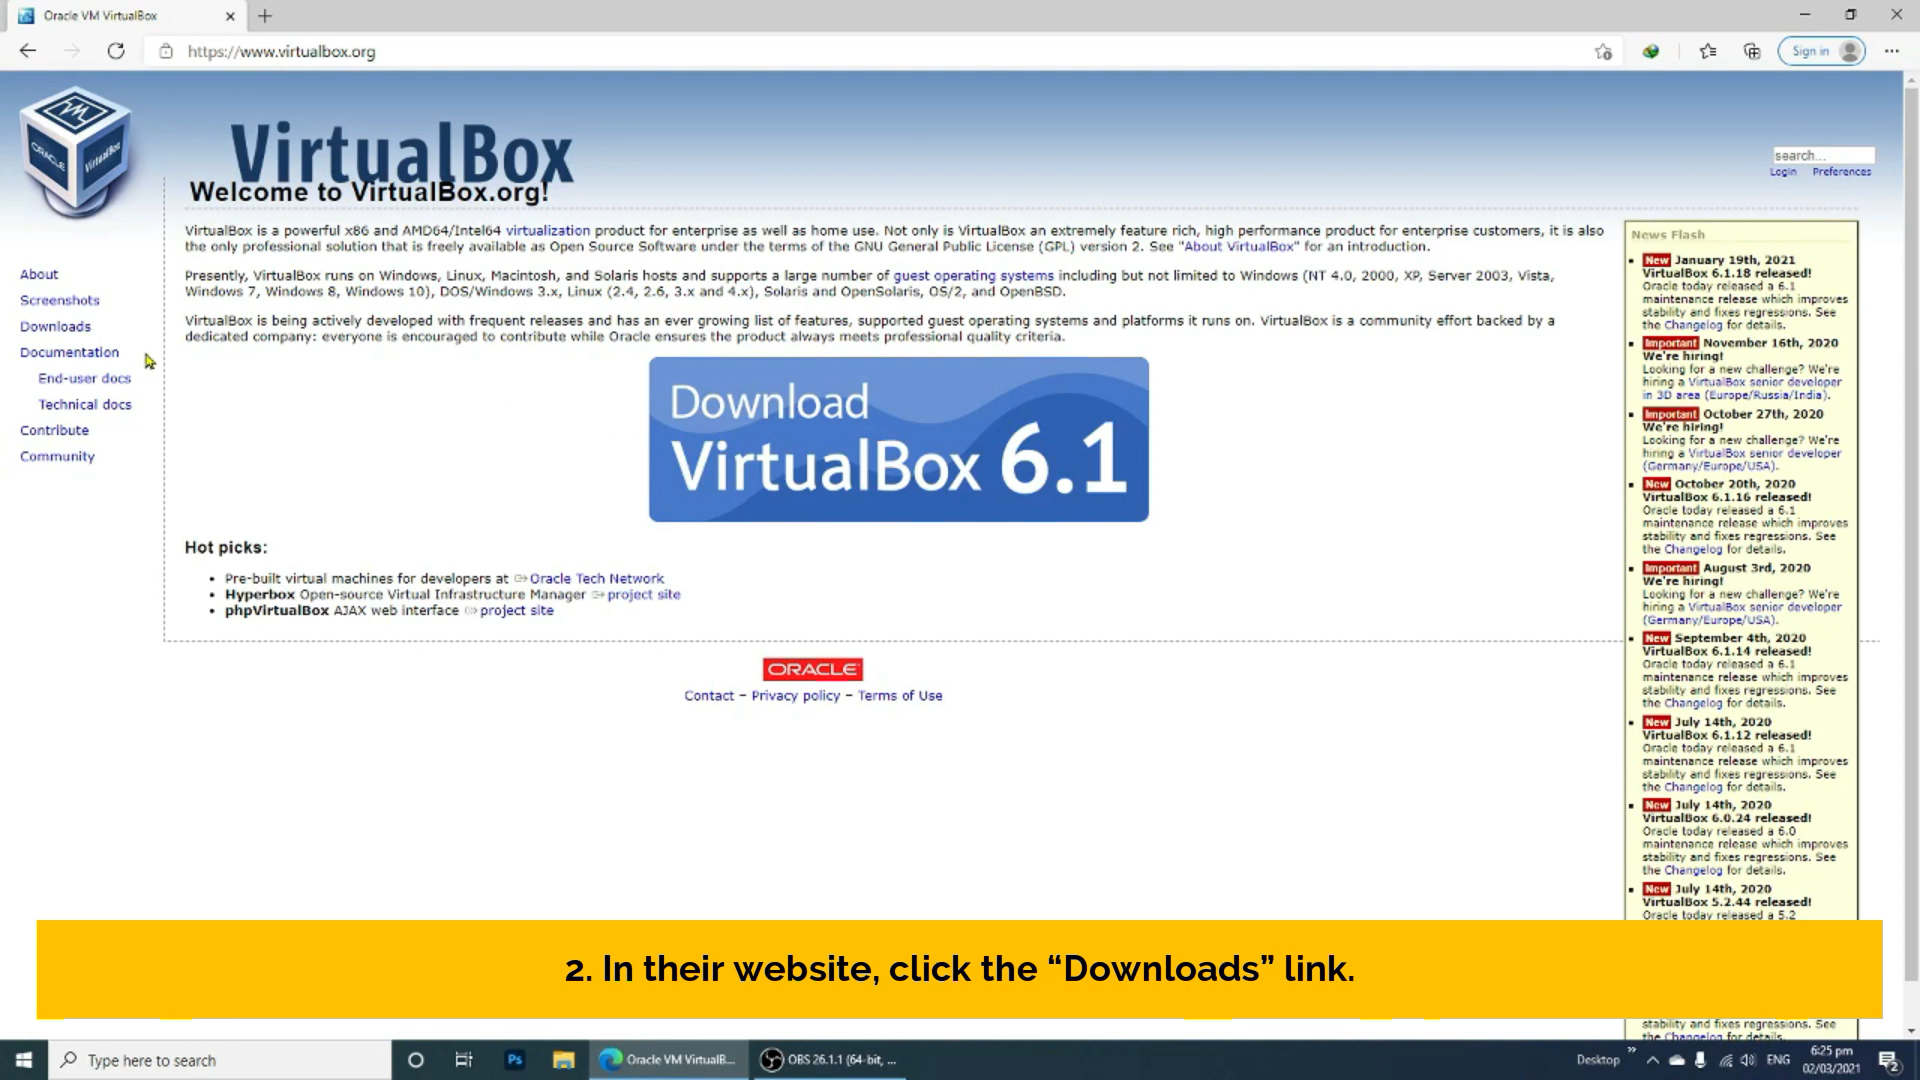 Oracle VM VirtualBox
https://www.virtualbox.org
Sign in
VM
ORACLE
VirtualBox
VirtualBox
Welcome to VirtualBox.org!
search...
Login Preferences
About
Screenshots
Downloads
Documentation
End-user docs
Technical docs
Contribute
Community
VirtualBox is a powerful x86 and AMD64/Intel64 virtualization product for enterprise as well as home use. Not only is VirtualBox an extremely feature rich, high performance product for enterprise customers, it is also
the only professional solution that is freely available as Open Source Software under the terms of the GNU General Public License (GPL) version 2. See "About VirtualBox" for an introduction.
Presently, VirtualBox runs on Windows, Linux, Macintosh, and Solaris hosts and supports a large number of guest operating systems including but not limited to Windows (NT 4.0, 2000, XP, Server 2003, Vista,
Windows 7, Windows 8, Windows 10), DOS/Windows 3.x, Linux (2.4, 2.6, 3.x and 4.x), Solaris and OpenSolaris, OS/2, and OpenBSD.
VirtualBox is being actively developed with frequent releases and has an ever growing list of features, supported guest operating systems and platforms it runs on. VirtualBox is a community effort backed by a
dedicated company: everyone is encouraged to contribute while Oracle ensures the product always meets professional quality criteria.
Download
VirtualBox 6.1
Hot picks:
• Pre-built virtual machines for developers at Oracle Tech Network
• Hyperbox Open-source Virtual Infrastructure Manager project site
• phpVirtualBox AJAX web interface project site
ORACLE
Contact – Privacy policy – Terms of Use
News Flash
New January 19th, 2021
VirtualBox 6.1.18 released!
Oracle today released a 6.1
maintenance release which improves
stability and fixes regressions. See
the Changelog for details.
Important November 16th, 2020
We're hiring!
Looking for a new challenge? We're
hiring a VirtualBox senior developer
in 3D area (Europe/Russia/India).
Important October 27th, 2020
We're hiring!
Looking for a new challenge? We're
hiring a VirtualBox senior developer
(Germany/Europe/USA).
New October 20th, 2020
VirtualBox 6.1.16 released!
Oracle today released a 6.1
maintenance release which improves
stability and fixes regressions. See
the Changelog for details.
Important August 3rd, 2020
We're hiring!
Looking for a new challenge? We're
hiring a VirtualBox senior developer
(Germany/Europe/USA).
New September 4th, 2020
VirtualBox 6.1.14 released!
Oracle today released a 6.1
maintenance release which improves
stability and fixes regressions. See
the Changelog for details.
New July 14th, 2020
VirtualBox 6.1.12 released!
Oracle today released a 6.1
maintenance release which improves
stability and fixes regressions. See
the Changelog for details.
New July 14th, 2020
VirtualBox 6.0.24 released!
Oracle today released a 6.0
maintenance release which improves
stability and fixes regressions. See
the Changelog for details.
New July 14th, 2020
VirtualBox 5.2.44 released!
Oracle today released a 5.2
2. In their website, click the “Downloads” link.
stability and fixes regressions. See
the Changelog for details.
Type here to search
Ps
Oracle VM VirtualB...
OBS 26.1.1 (64-bit, ...
Desktop
ENG
6:25 pm
02/03/2021
2